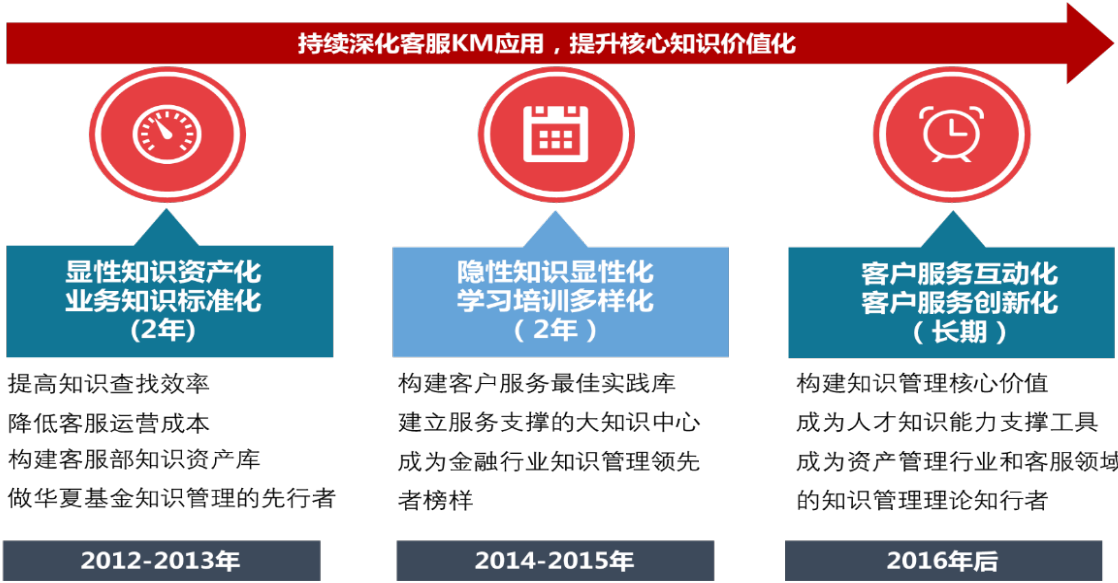 持续深化客服KM应用，提升核心知识价值化
显性知识资产化
业务知识标准化
(2年)
提高知识查找效率
降低客服运营成本
构建客服部知识资产库
做华夏基金知识管理的先行者
2012-2013年
隐性知识显性化
学习培训多样化
（2年）
构建客户服务最佳实践库
建立服务支撑的大知识中心
成为金融行业知识管理领先
者榜样
2014-2015年
客户服务互动化
客户服务创新化
（长期）
构建知识管理核心价值
成为人才知识能力支撑工具
成为资产管理行业和客服领域
的知识管理理论知行者
2016年后